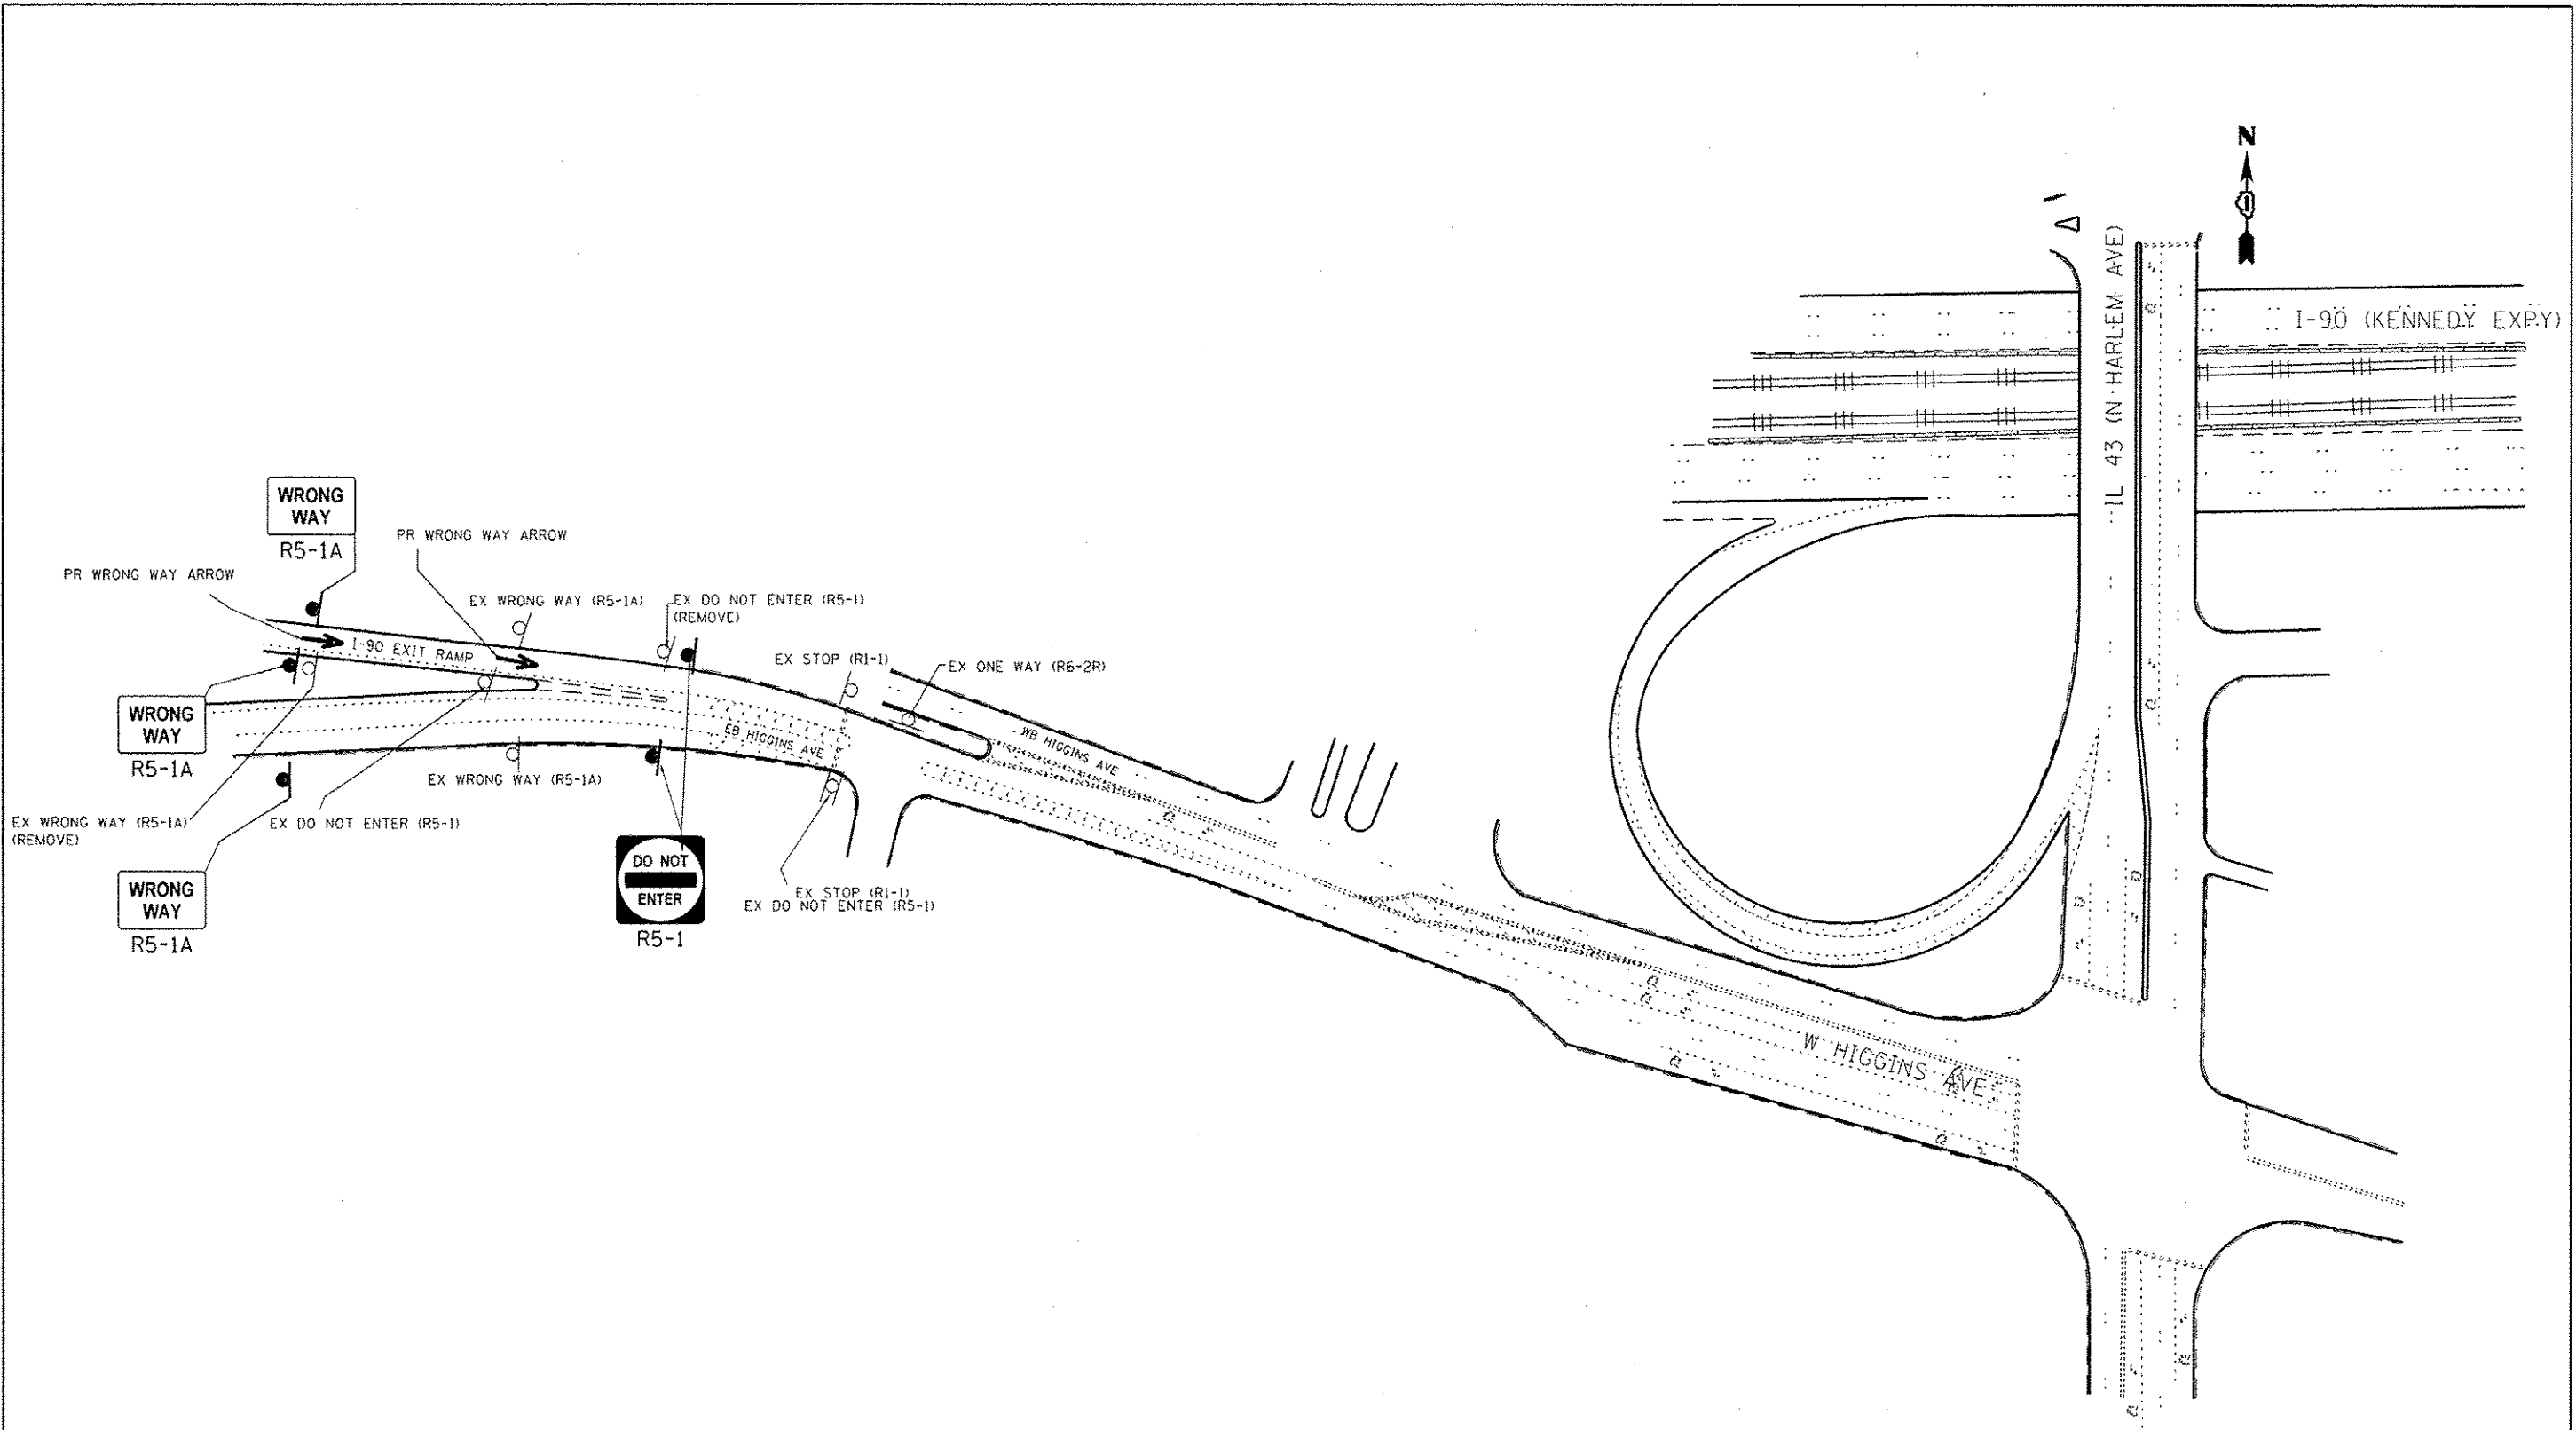 N
IL 43 (N HARLEM AVE)
I-90 (KENNEDY EXPY)
WRONG
WAY
R5-1A
PR WRONG WAY ARROW
PR WRONG WAY ARROW
EX WRONG WAY (R5-1A)
EX DO NOT ENTER (R5-1)
(REMOVE)
I-90 EXIT RAMP
EX STOP (R1-1)
EX ONE WAY (R6-2R)
WRONG
WAY
R5-1A
EB HIGGINS AVE
WB HIGGINS AVE
EX WRONG WAY (R5-1A)
EX WRONG WAY (R5-1A)
(REMOVE)
EX DO NOT ENTER (R5-1)
WRONG
WAY
R5-1A
DO NOT
ENTER
R5-1
EX STOP (R1-1)
EX DO NOT ENTER (R5-1)
W HIGGINS AVE